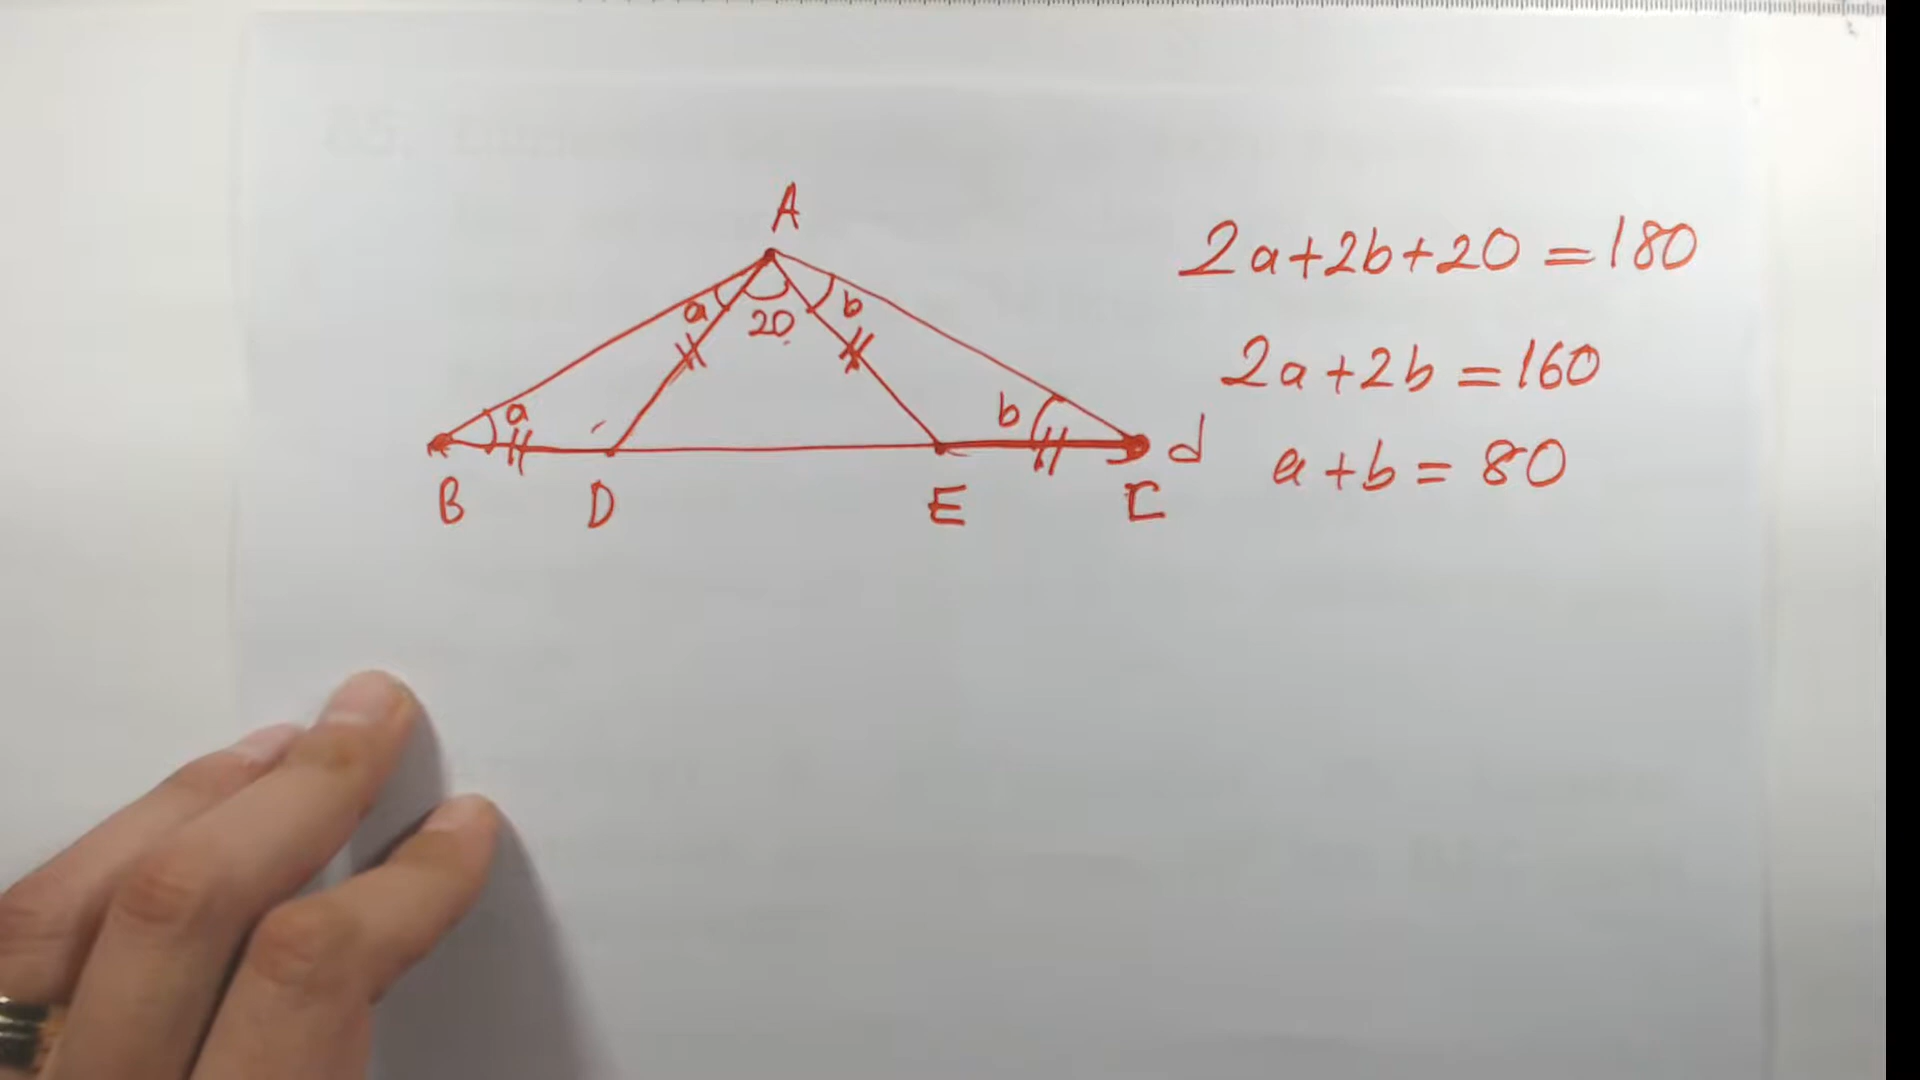 A
2a+2b+20=180
a 20 b
2a+2b=160
a b d
a+b=80
B D E C